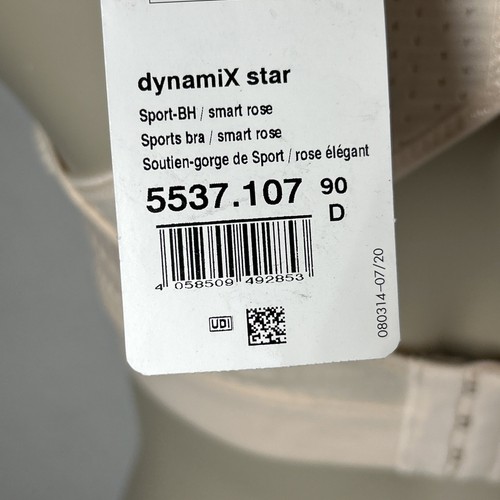 dynamiX star
Sport-BH / smart rose
Sports bra / smart rose
Soutien-gorge de Sport / rose élégant
5537.107 90
D
4 058509 492853
UDI
080314-07/20